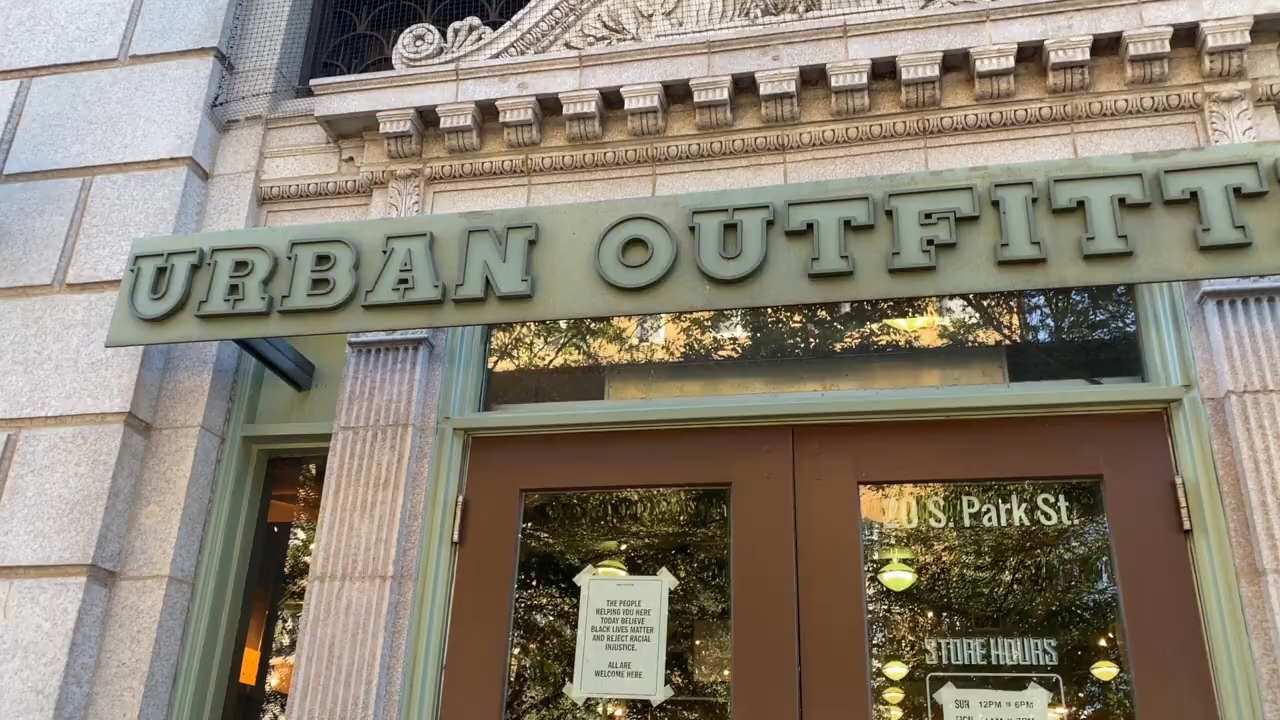 URBAN OUTFITT
THE PEOPLE
HELPING YOU HERE
TODAY BELIEVE
BLACK LIVES MATTER
AND REJECT RACIAL
INJUSTICE.
ALL ARE
WELCOME HERE.
S. Park St.
STORE HOURS
SUN 12PM to 6PM